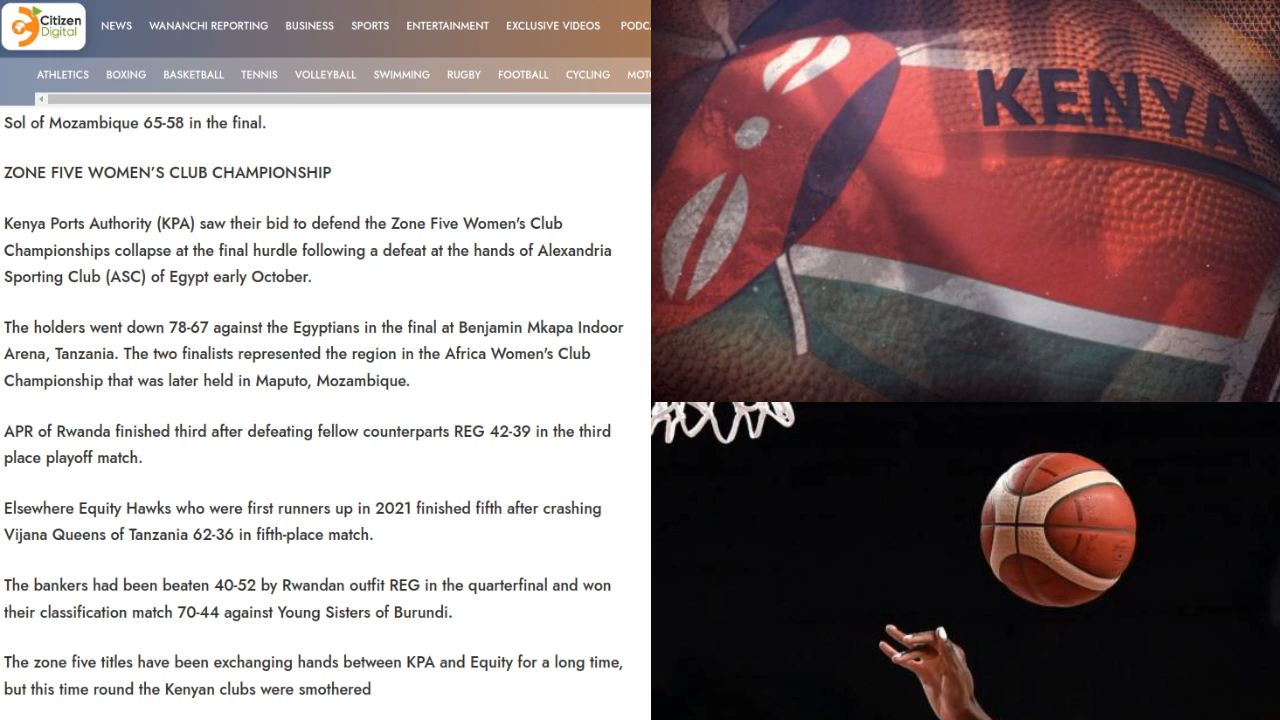 Citizen
Digital
NEWS WANANCHI REPORTING BUSINESS SPORTS ENTERTAINMENT EXCLUSIVE VIDEOS
ATHLETICS BOXING BASKETBALL TENNIS VOLLEYBALL SWIMMING RUGBY FOOTBALL CYCLING
Sol of Mozambique 65-58 in the final.
ZONE FIVE WOMEN’S CLUB CHAMPIONSHIP
Kenya Ports Authority (KPA) saw their bid to defend the Zone Five Women's Club
Championships collapse at the final hurdle following a defeat at the hands of Alexandria
Sporting Club (ASC) of Egypt early October.
The holders went down 78-67 against the Egyptians in the final at Benjamin Mkapa Indoor
Arena, Tanzania. The two finalists represented the region in the Africa Women's Club
Championship that was later held in Maputo, Mozambique.
APR of Rwanda finished third after defeating fellow counterparts REG 42-39 in the third
place playoff match.
Elsewhere Equity Hawks who were first runners up in 2021 finished fifth after crashing
Vijana Queens of Tanzania 62-36 in fifth-place match.
The bankers had been beaten 40-52 by Rwandan outfit REG in the quarterfinal and won
their classification match 70-44 against Young Sisters of Burundi.
The zone five titles have been exchanging hands between KPA and Equity for a long time,
but this time round the Kenyan clubs were smothered
KENYA